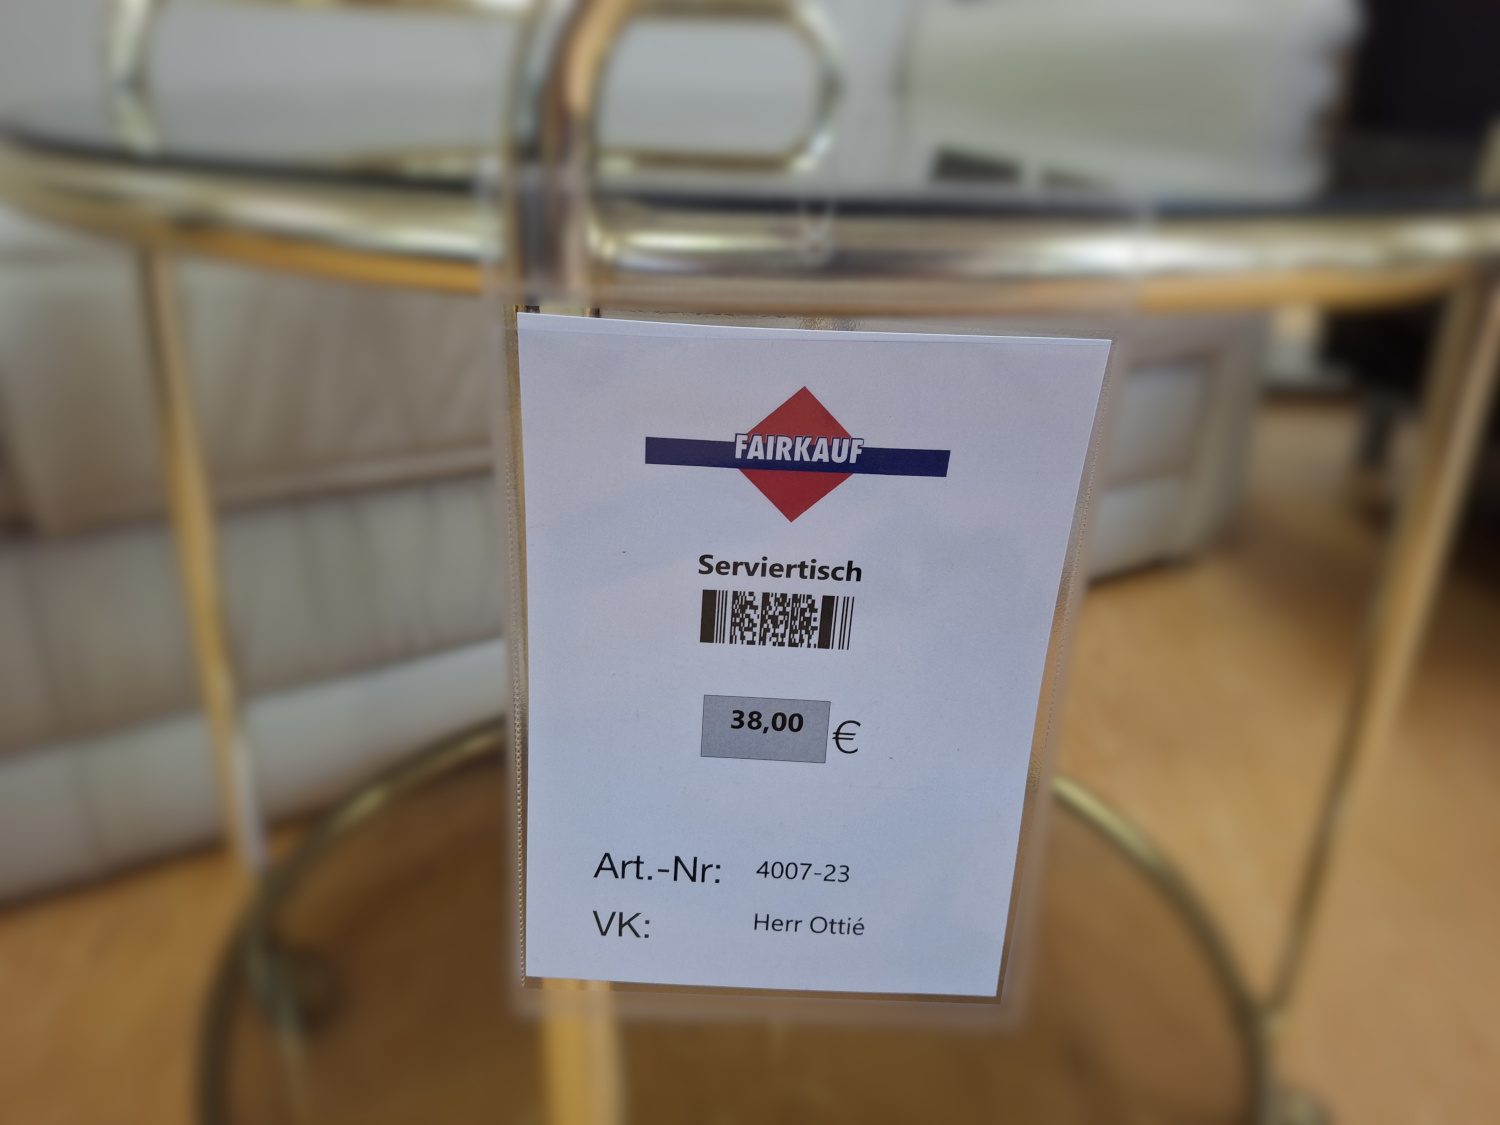 FAIRKAUF
Serviertisch
38,00 €
Art.-Nr: 4007-23
VK: Herr Ottié